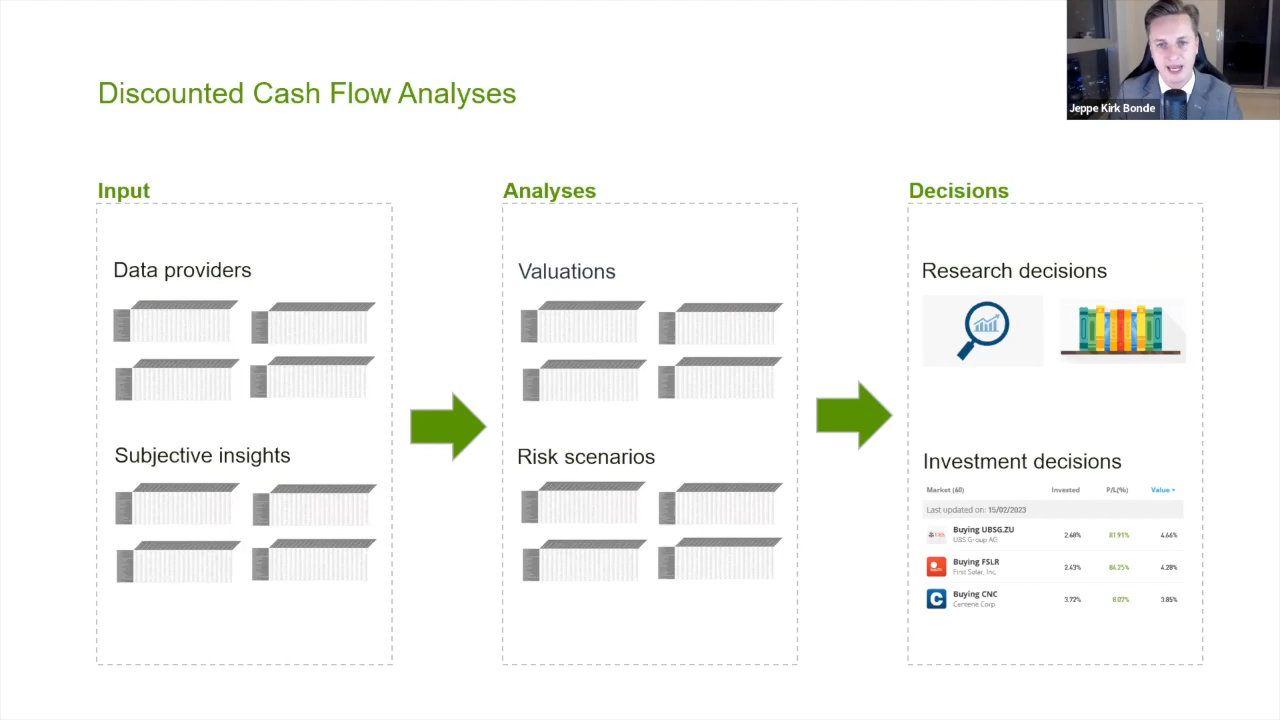 Discounted Cash Flow Analyses
Jeppe Kirk Bonde
Input
Data providers
Subjective insights
Analyses
Valuations
Risk scenarios
Decisions
Research decisions
Investment decisions
Market (60) Invested P/L(%) Value
Last updated on: 15/02/2023
Buying UBSG.ZU
UBS Group AG
2.68% 81.91% 4.66%
Buying FSLR
First Solar, Inc.
2.43% 84.25% 4.28%
Buying CNC
Centene Corp
3.72% 8.07% 3.85%